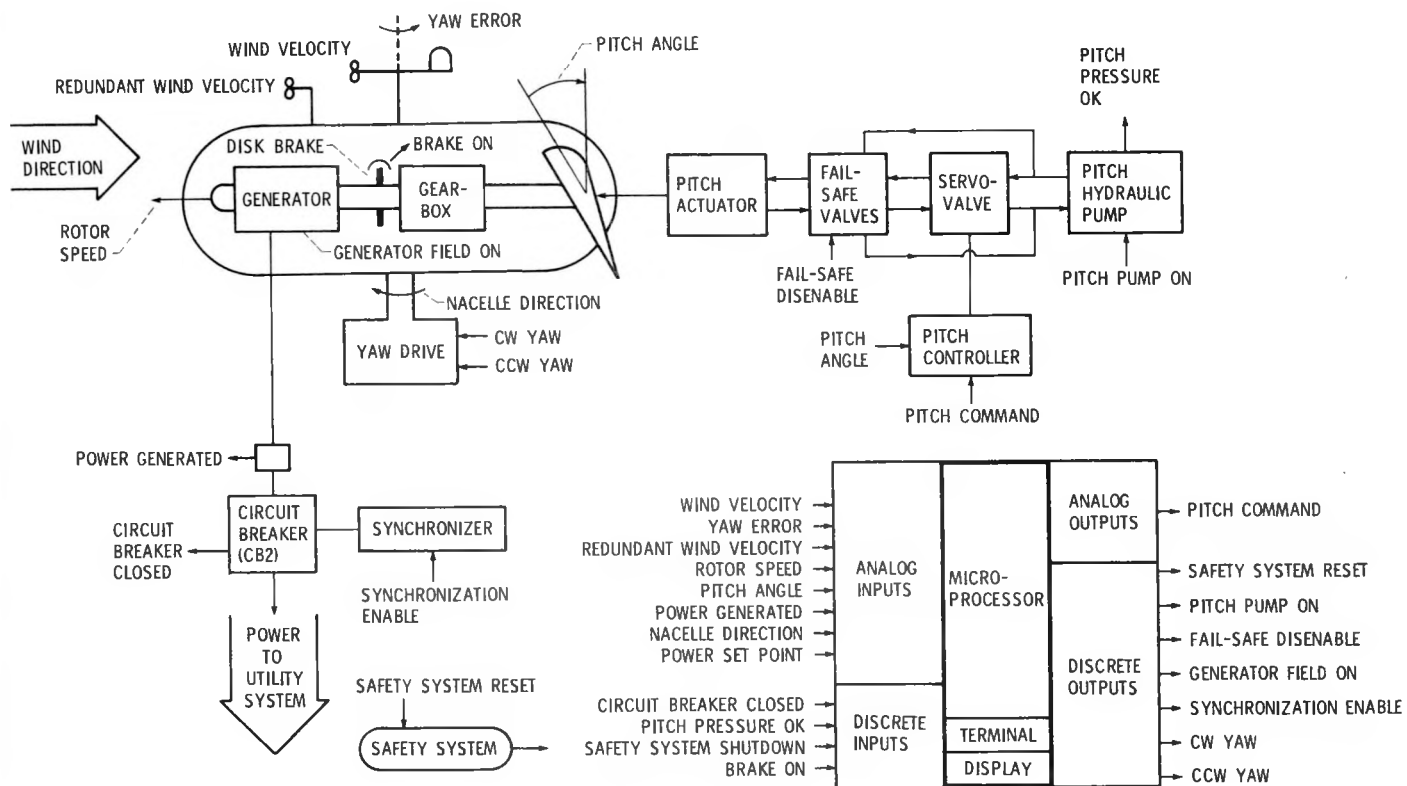 YAW ERROR
WIND VELOCITY
REDUNDANT WIND VELOCITY
PITCH ANGLE
WIND
DIRECTION
DISK BRAKE
BRAKE ON
GENERATOR
GEAR-
BOX
ROTOR
SPEED
GENERATOR FIELD ON
NACELLE DIRECTION
YAW DRIVE
CW YAW
CCW YAW
PITCH
ACTUATOR
FAIL-
SAFE
VALVES
SERVO-
VALVE
PITCH
HYDRAULIC
PUMP
PITCH
PRESSURE
OK
FAIL-SAFE
DISENABLE
PITCH PUMP ON
PITCH
ANGLE
PITCH
CONTROLLER
PITCH COMMAND
POWER GENERATED
CIRCUIT
BREAKER
(CB2)
CIRCUIT
BREAKER
CLOSED
SYNCHRONIZER
SYNCHRONIZATION
ENABLE
POWER
TO
UTILITY
SYSTEM
SAFETY SYSTEM RESET
SAFETY SYSTEM
WIND VELOCITY
YAW ERROR
REDUNDANT WIND VELOCITY
ROTOR SPEED
PITCH ANGLE
POWER GENERATED
NACELLE DIRECTION
POWER SET POINT
CIRCUIT BREAKER CLOSED
PITCH PRESSURE OK
SAFETY SYSTEM SHUTDOWN
BRAKE ON
ANALOG
INPUTS
DISCRETE
INPUTS
MICRO-
PROCESSOR
TERMINAL
DISPLAY
ANALOG
OUTPUTS
DISCRETE
OUTPUTS
PITCH COMMAND
SAFETY SYSTEM RESET
PITCH PUMP ON
FAIL-SAFE DISENABLE
GENERATOR FIELD ON
SYNCHRONIZATION ENABLE
CW YAW
CCW YAW